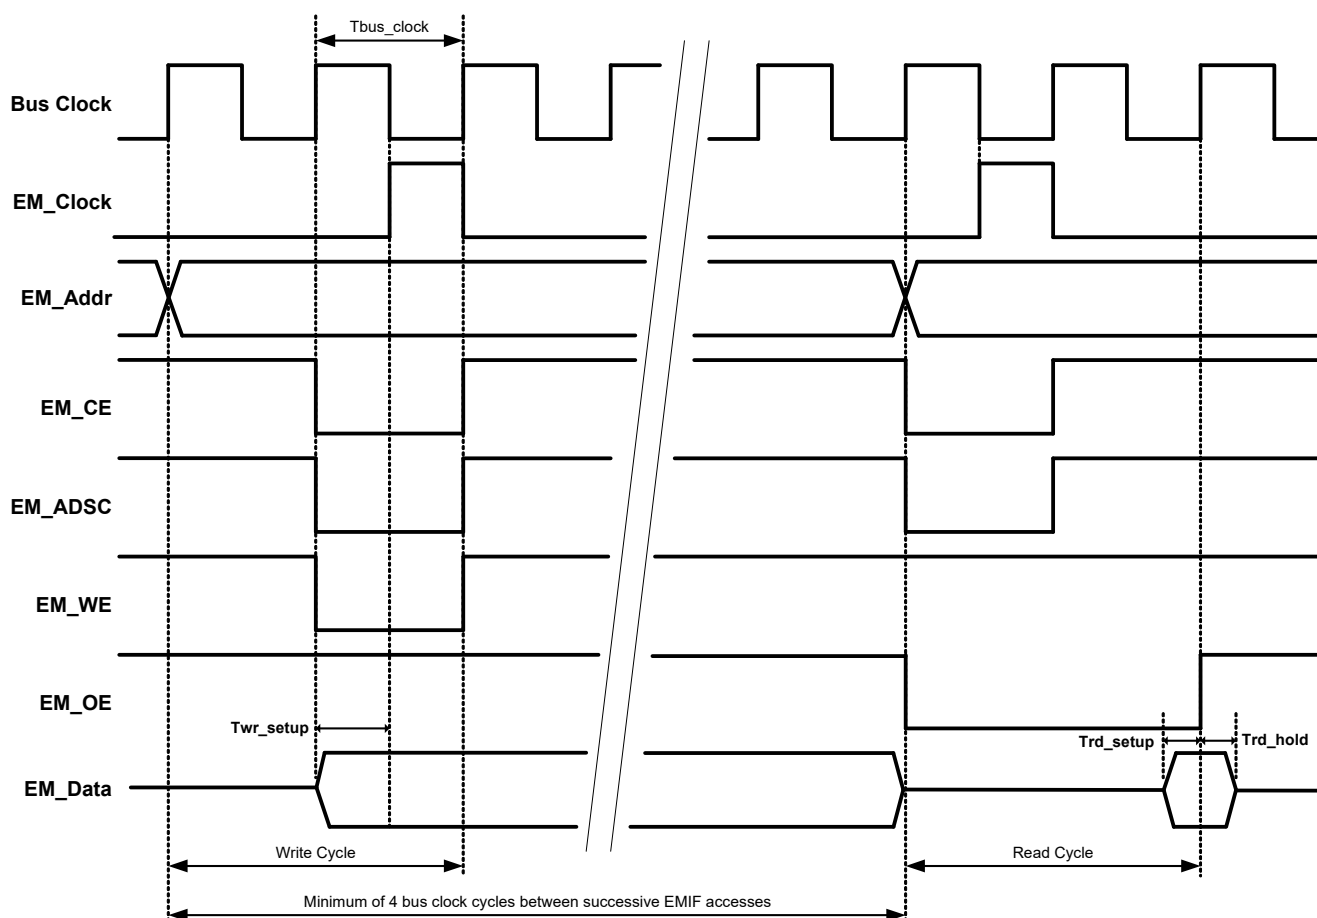 Tbus_clock
Bus Clock
EM_Clock
EM_Addr
EM_CE
EM_ADSC
EM_WE
EM_OE
Twr_setup
Trd_setup
Trd_hold
EM_Data
Write Cycle
Read Cycle
Minimum of 4 bus clock cycles between successive EMIF accesses